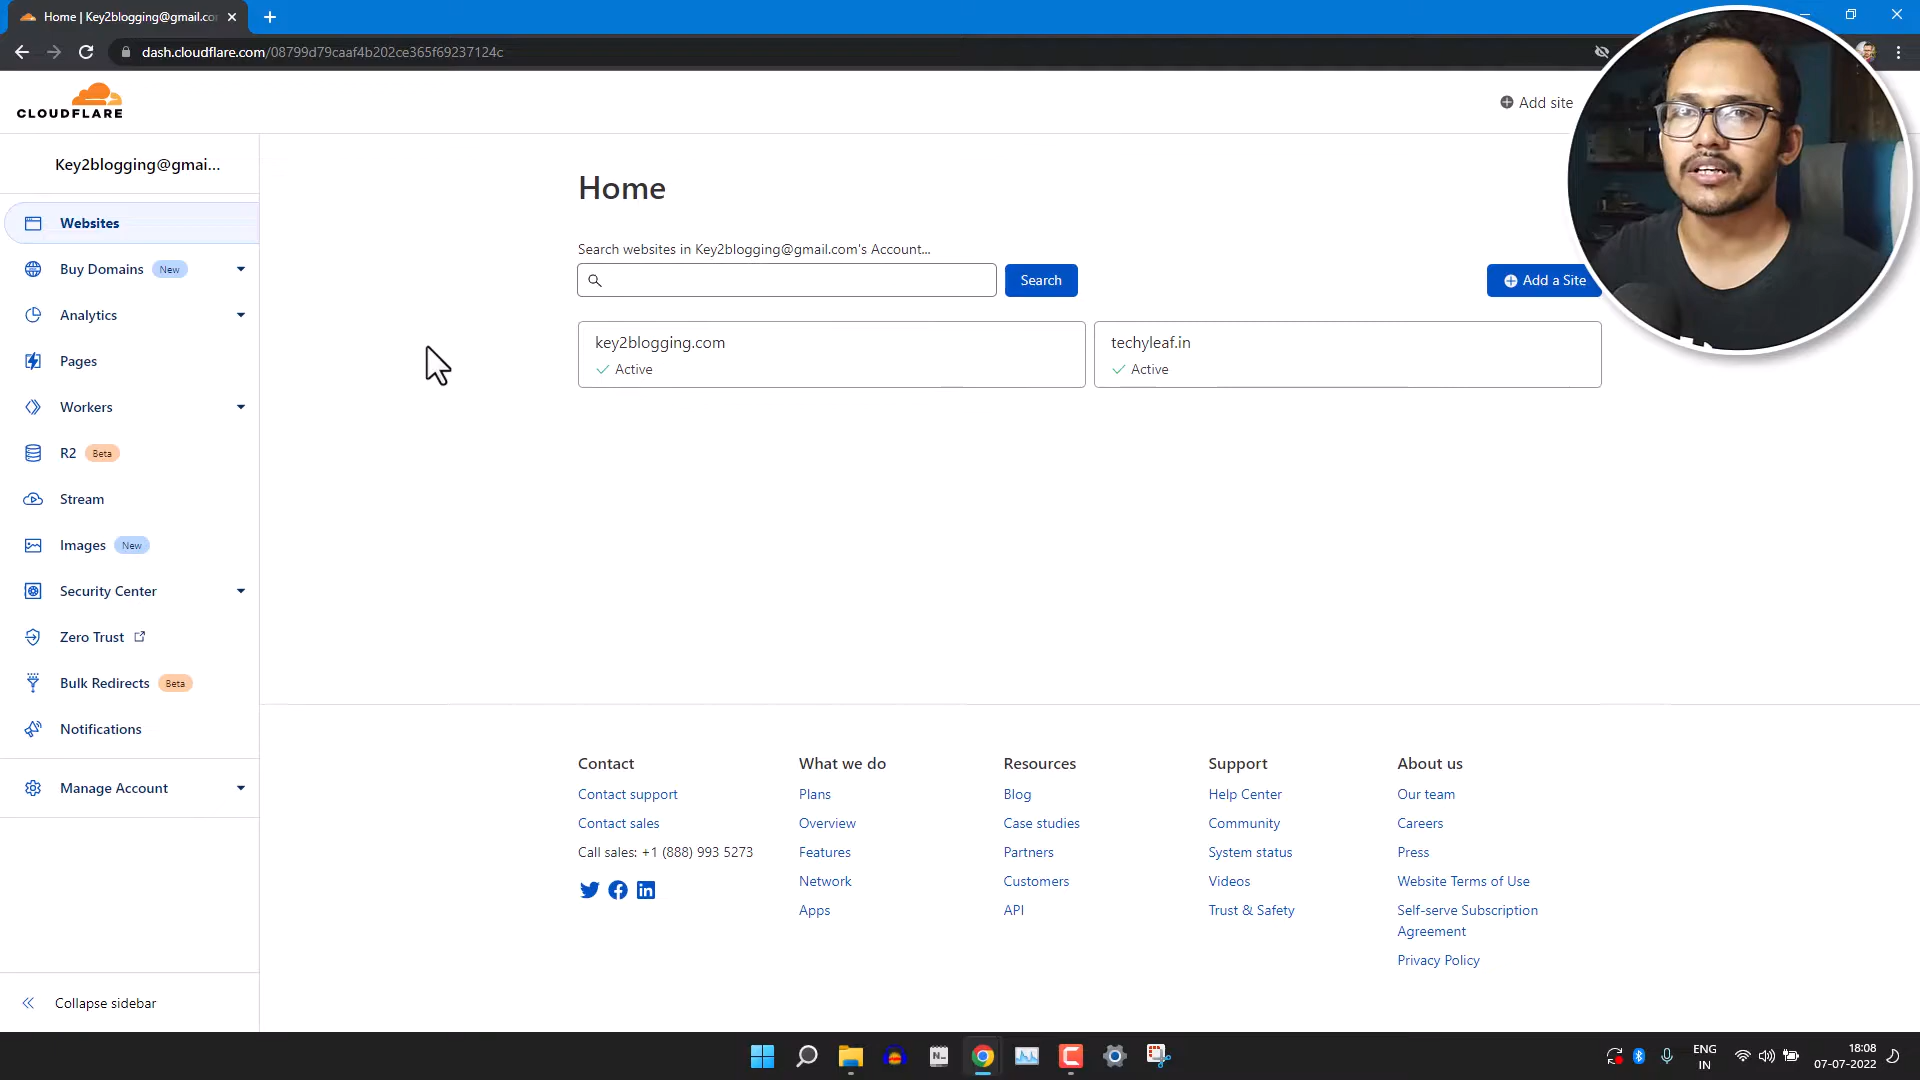 Home | Key2blogging@gmail.co
dash.cloudflare.com/08799d79caaf4b202ce365f69237124c
CLOUDFLARE
Add site
Key2blogging@gmai...
Websites
Buy Domains New
Analytics
Pages
Workers
R2 Beta
Stream
Images New
Security Center
Zero Trust
Bulk Redirects Beta
Notifications
Manage Account
Collapse sidebar
Home
Search websites in Key2blogging@gmail.com's Account...
Search
Add a Site
key2blogging.com
Active
techyleaf.in
Active
Contact
Contact support
Contact sales
Call sales: +1 (888) 993 5273
What we do
Plans
Overview
Features
Network
Apps
Resources
Blog
Case studies
Partners
Customers
API
Support
Help Center
Community
System status
Videos
Trust & Safety
About us
Our team
Careers
Press
Website Terms of Use
Self-serve Subscription
Agreement
Privacy Policy
N..
ENG
IN
18:08
07-07-2022